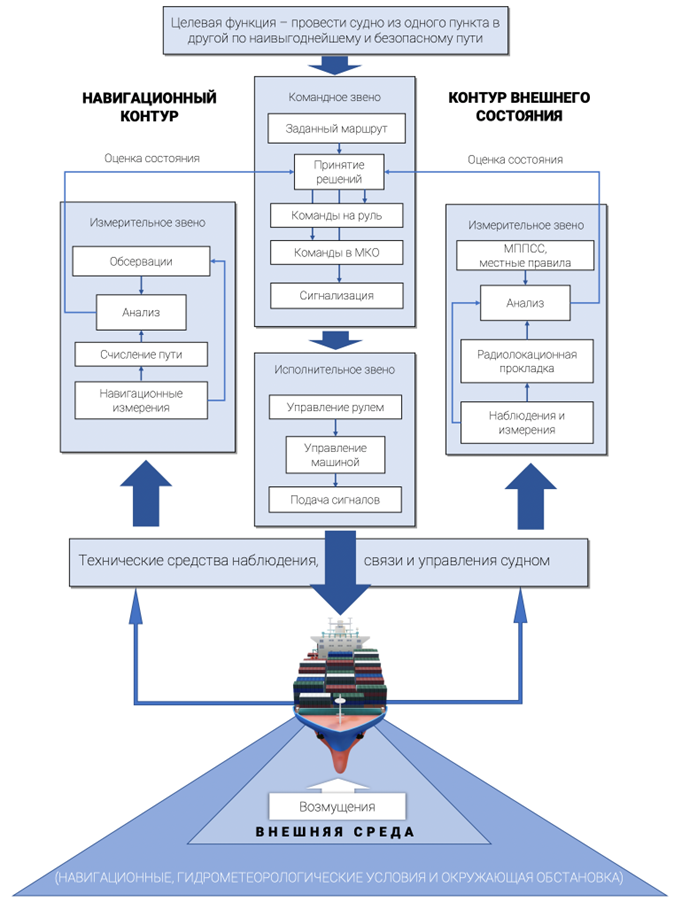 Целевая функция – провести судно из одного пункта в
другой по наивыгоднейшему и безопасному пути
НАВИГАЦИОННЫЙ
КОНТУР
Командное звено
Заданный маршрут
Принятие
решений
Команды на руль
Команды в МКО
Сигнализация
КОНТУР ВНЕШНЕГО
СОСТОЯНИЯ
Оценка состояния
Оценка состояния
Измерительное звено
Обсервации
Анализ
Счисление пути
Навигационные
измерения
Исполнительное звено
Управление рулем
Управление
машиной
Подача сигналов
Измерительное звено
МППСС,
местные правила
Анализ
Радиолокационная
прокладка
Наблюдения и
измерения
Технические средства наблюдения, связи и управления судном
Возмущения
ВНЕШНЯЯ СРЕДА
(НАВИГАЦИОННЫЕ, ГИДРОМЕТЕОРОЛОГИЧЕСКИЕ УСЛОВИЯ И ОКРУЖАЮЩАЯ ОБСТАНОВКА)